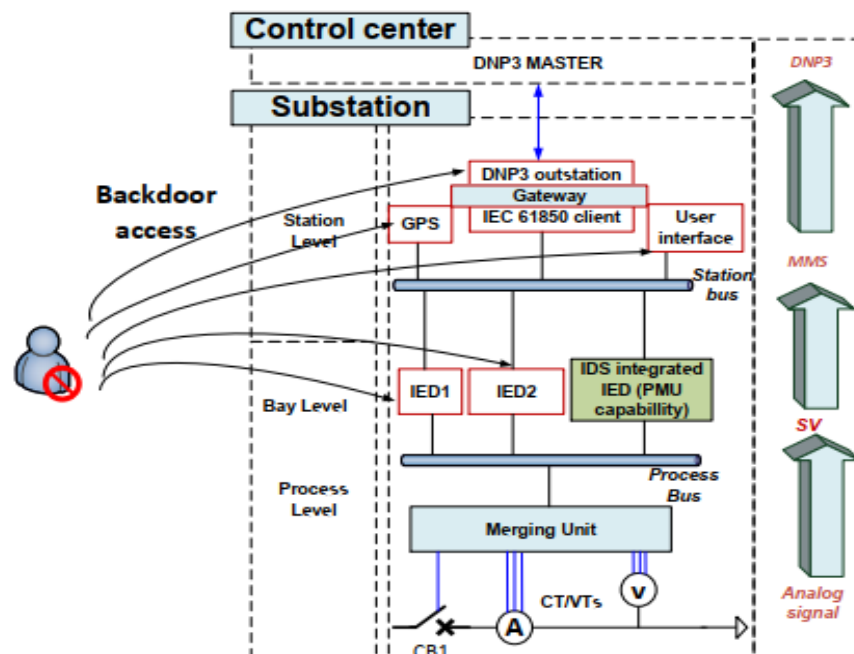 Control center
DNP3 MASTER
DNP3
Substation
Backdoor
access
DNP3 outstation
Gateway
IEC 61850 client
Station
Level
GPS
User
interface
MMS
Station
bus
IED1
IED2
IDS integrated
IED (PMU
capabillity)
Bay Level
SV
Process
Bus
Process
Level
Merging Unit
CT/VTs
v
A
CB1
Analog
signal